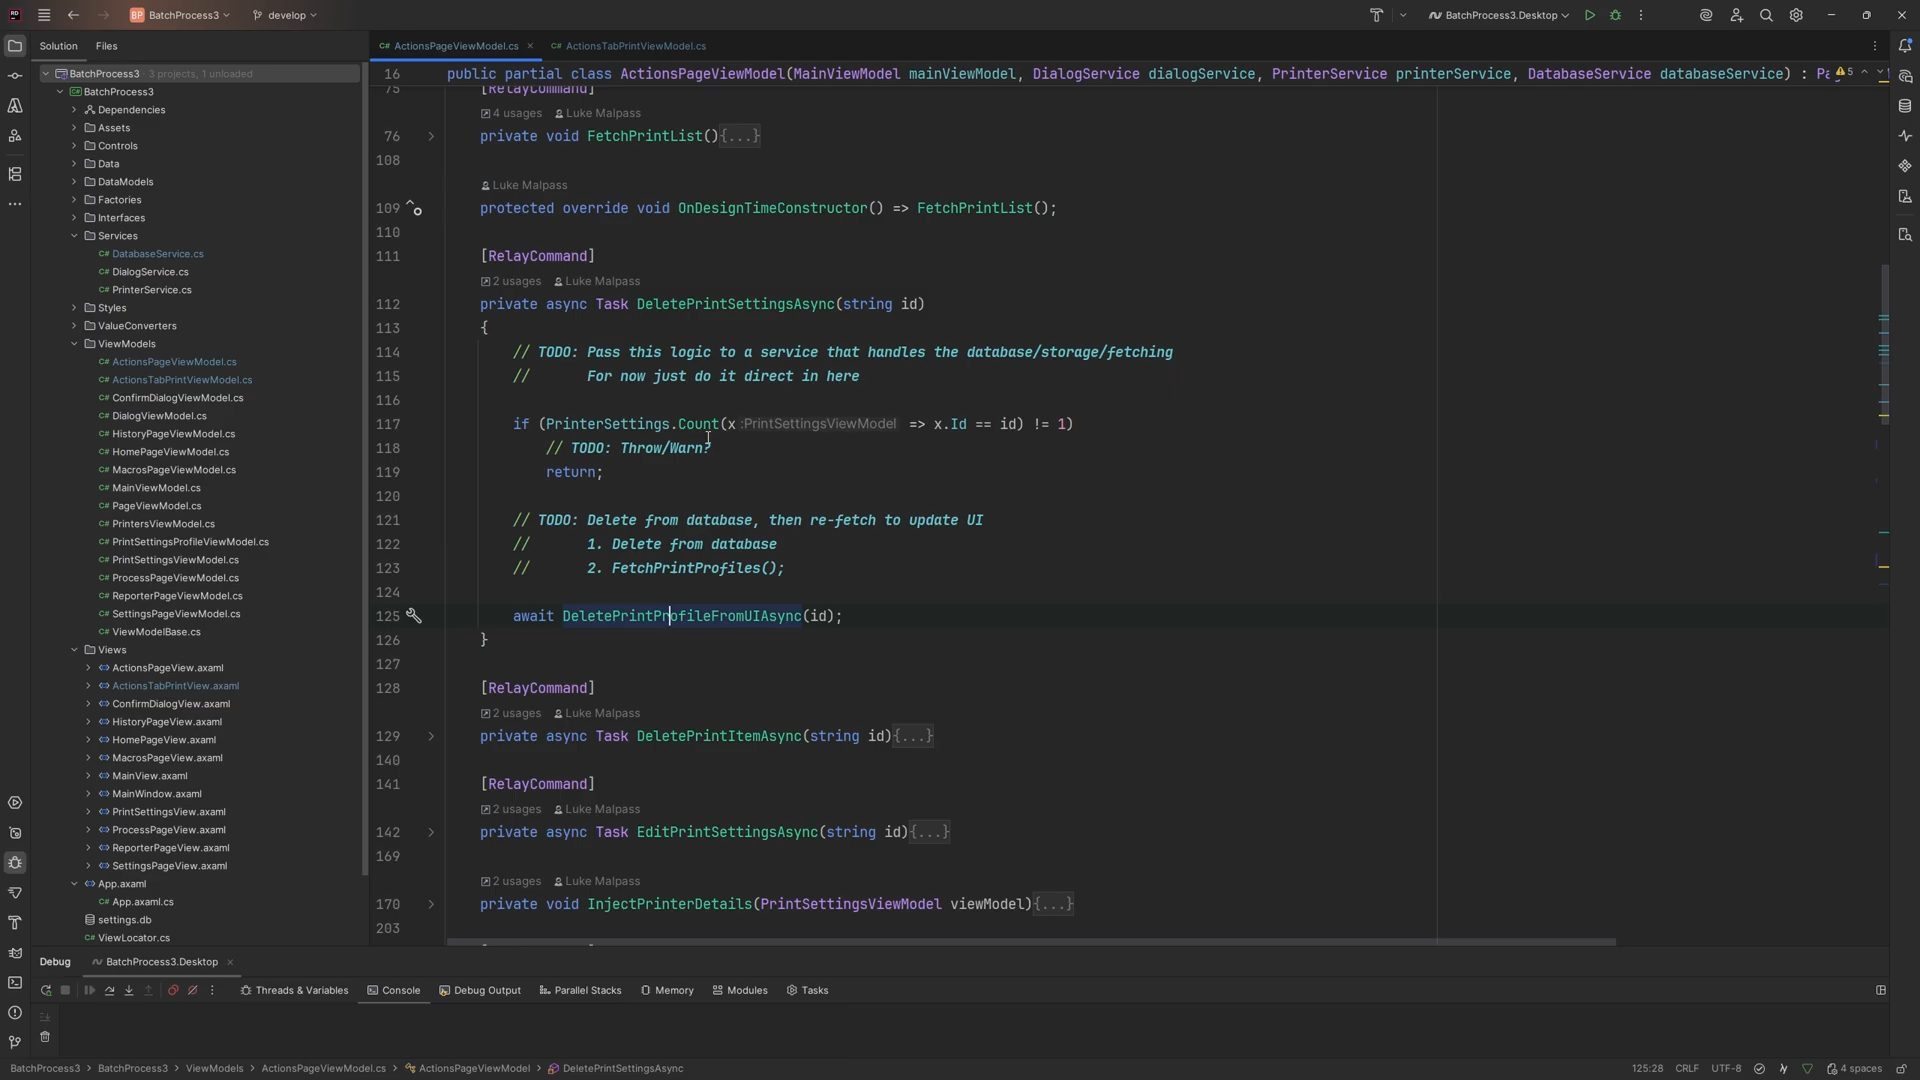 RD BP BatchProcess3 develop BatchProcess3.Desktop
Solution Files
ActionsPageViewModel.cs × ActionsTabPrintViewModel.cs
BatchProcess3 · 3 projects, 1 unloaded
BatchProcess3
Dependencies
Assets
Controls
Data
DataModels
Factories
Interfaces
Services
C# DatabaseService.cs
C# DialogService.cs
C# PrinterService.cs
Styles
ValueConverters
ViewModels
C# ActionsPageViewModel.cs
C# ActionsTabPrintViewModel.cs
C# ConfirmDialogViewModel.cs
C# DialogViewModel.cs
C# HistoryPageViewModel.cs
C# HomePageViewModel.cs
C# MacrosPageViewModel.cs
C# MainViewModel.cs
C# PageViewModel.cs
C# PrintersViewModel.cs
C# PrintSettingsProfileViewModel.cs
C# PrintSettingsViewModel.cs
C# ProcessPageViewModel.cs
C# ReporterPageViewModel.cs
C# SettingsPageViewModel.cs
C# ViewModelBase.cs
Views
ActionsPageView.axaml
ActionsTabPrintView.axaml
ConfirmDialogView.axaml
HistoryPageView.axaml
HomePageView.axaml
MacrosPageView.axaml
MainView.axaml
MainWindow.axaml
PrintSettingsView.axaml
ProcessPageView.axaml
ReporterPageView.axaml
SettingsPageView.axaml
App.axaml
C# App.axaml.cs
settings.db
C# ViewLocator.cs
16 public partial class ActionsPageViewModel(MainViewModel mainViewModel, DialogService dialogService, PrinterService printerService, DatabaseService databaseService) : 5
75 [RelayCommand]
4 usages Luke Malpass
76 private void FetchPrintList(){...}
108
Luke Malpass
109 protected override void OnDesignTimeConstructor() => FetchPrintList();
110
111 [RelayCommand]
2 usages Luke Malpass
112 private async Task DeletePrintSettingsAsync(string id)
113 {
114 // TODO: Pass this logic to a service that handles the database/storage/fetching
115 // For now just do it direct in here
116
117 if (PrinterSettings.Count(x :PrintSettingsViewModel => x.Id == id) != 1)
118 // TODO: Throw/Warn?
119 return;
120
121 // TODO: Delete from database, then re-fetch to update UI
122 // 1. Delete from database
123 // 2. FetchPrintProfiles();
124
125 await DeletePrintProfileFromUIAsync(id);
126 }
127
128 [RelayCommand]
2 usages Luke Malpass
129 private async Task DeletePrintItemAsync(string id){...}
140
141 [RelayCommand]
2 usages Luke Malpass
142 private async Task EditPrintSettingsAsync(string id){...}
169
2 usages Luke Malpass
170 private void InjectPrinterDetails(PrintSettingsViewModel viewModel){...}
203
Debug BatchProcess3.Desktop ×
Threads & Variables Console Debug Output Parallel Stacks Memory Modules Tasks
BatchProcess3 > BatchProcess3 > ViewModels > ActionsPageViewModel.cs > ActionsPageViewModel > DeletePrintSettingsAsync 125:28 CRLF UTF-8 4 spaces